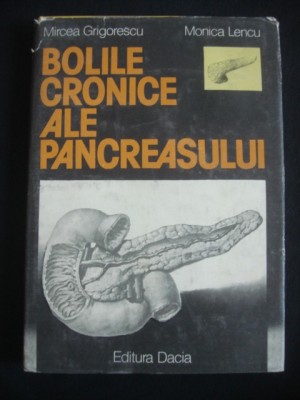 Mircea Grigorescu Monica Lencu
BOLILE
CRONICE
ALE
PANCREASULUI
Editura Dacia